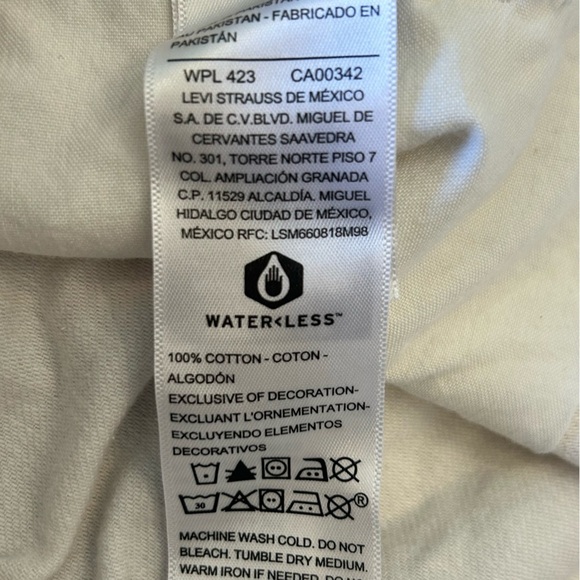 PAKISTAN - FABRICADO EN
PAKISTÁN
WPL 423 CA00342
LEVI STRAUSS DE MÉXICO
S.A. DE C.V.BLVD. MIGUEL DE
CERVANTES SAAVEDRA
NO. 301, TORRE NORTE PISO 7
COL. AMPLIACIÓN GRANADA
C.P. 11529 ALCALDÍA. MIGUEL
HIDALGO CIUDAD DE MÉXICO,
MÉXICO RFC: LSM660818M98
WATER<LESS™
100% COTTON - COTON -
ALGODÓN
EXCLUSIVE OF DECORATION-
EXCLUANT L'ORNEMENTATION-
EXCLUYENDO ELEMENTOS
DECORATIVOS
30 ®
MACHINE WASH COLD. DO NOT
BLEACH. TUMBLE DRY MEDIUM.
WARM IRON IF NEEDED. DO NOT